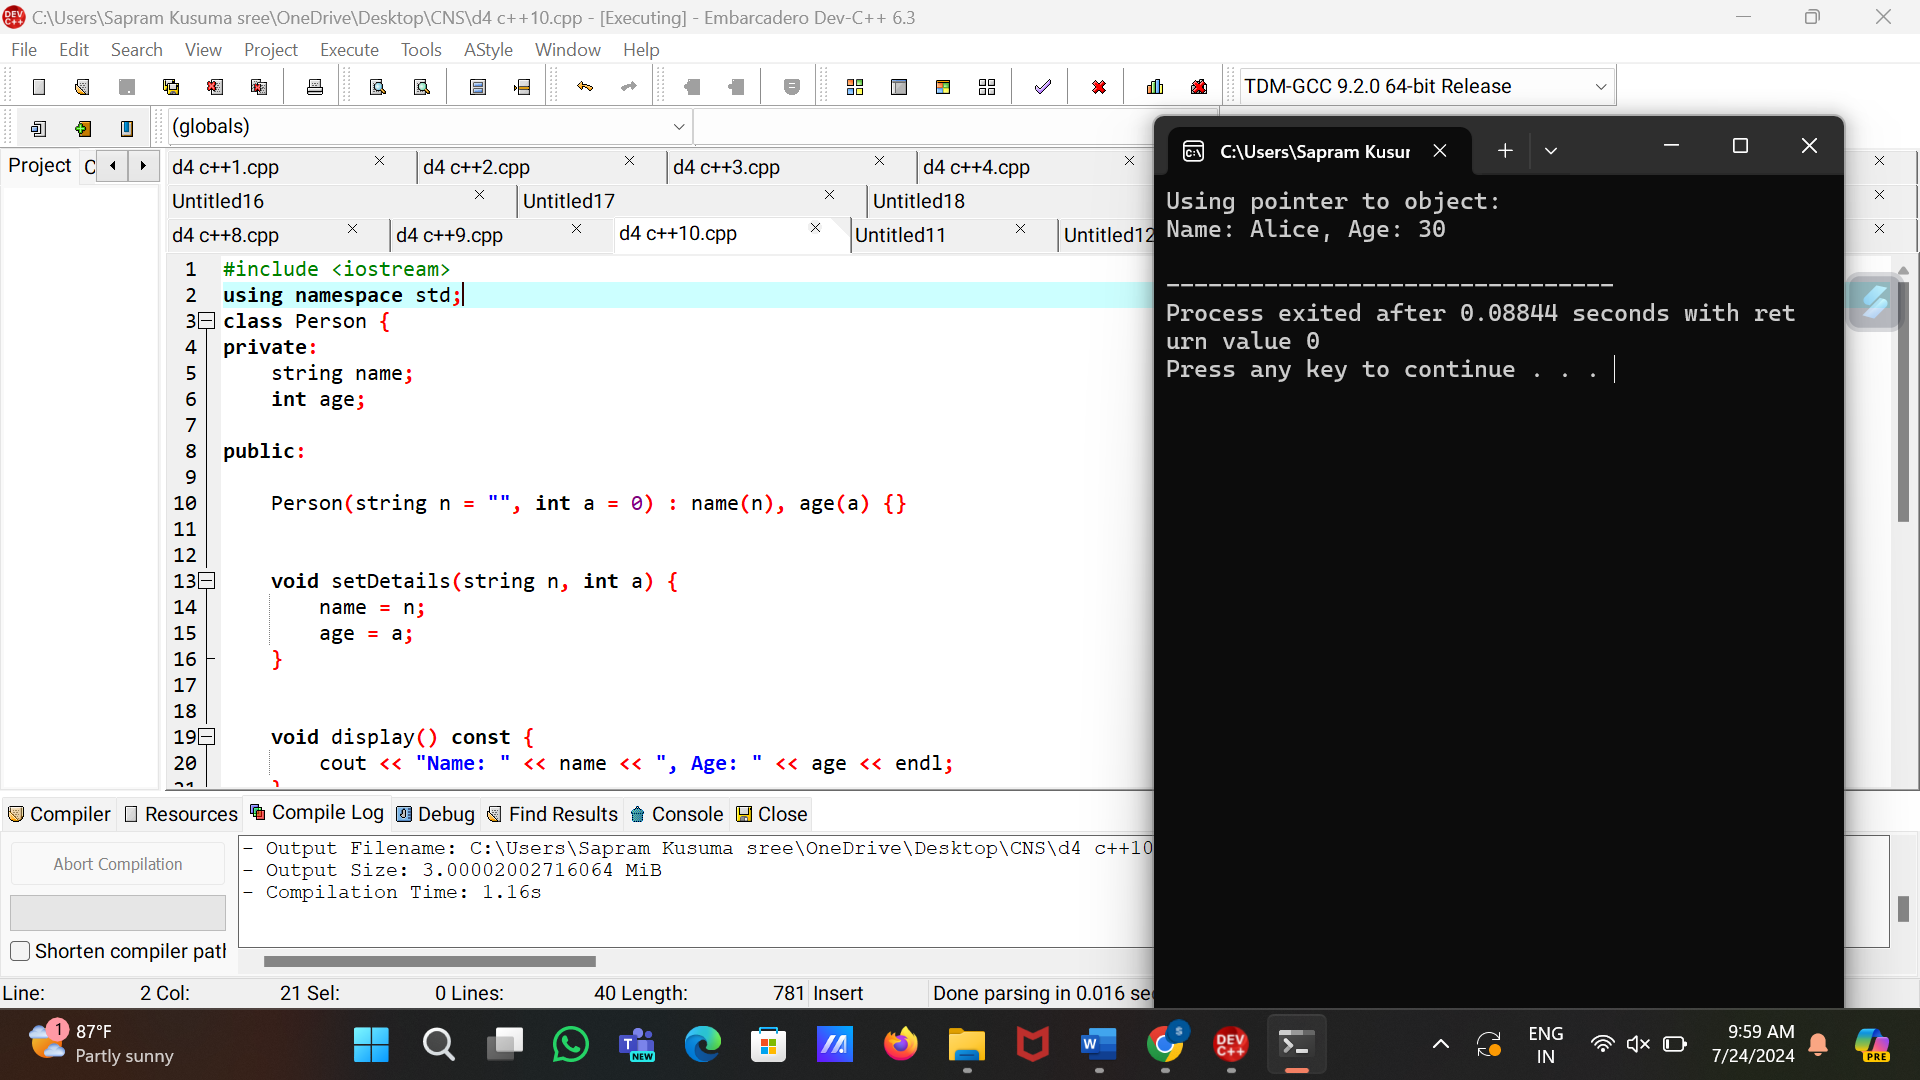 C:\Users\Sapram Kusuma sree\OneDrive\Desktop\CNS\d4 c++10.cpp - [Executing] - Embarcadero Dev-C++ 6.3
File Edit Search View Project Execute Tools AStyle Window Help
TDM-GCC 9.2.0 64-bit Release
(globals)
Project
d4 c++1.cpp d4 c++2.cpp d4 c++3.cpp d4 c++4.cpp
Untitled16 Untitled17 Untitled18
d4 c++8.cpp d4 c++9.cpp d4 c++10.cpp Untitled11 Untitled12
1 #include <iostream>
2 using namespace std;
3 class Person {
4 private:
5 string name;
6 int age;
7
8 public:
9
10 Person(string n = "", int a = 0) : name(n), age(a) {}
11
12
13 void setDetails(string n, int a) {
14 name = n;
15 age = a;
16 }
17
18
19 void display() const {
20 cout << "Name: " << name << ", Age: " << age << endl;
C:\Users\Sapram Kusur
Using pointer to object:
Name: Alice, Age: 30
--------------------------------
Process exited after 0.08844 seconds with ret
urn value 0
Press any key to continue . . .
Compiler Resources Compile Log Debug Find Results Console Close
Abort Compilation
Shorten compiler path
- Output Filename: C:\Users\Sapram Kusuma sree\OneDrive\Desktop\CNS\d4 c++10
- Output Size: 3.00002002716064 MiB
- Compilation Time: 1.16s
Line: 2 Col: 21 Sel: 0 Lines: 40 Length: 781 Insert Done parsing in 0.016 sec
1
87°F
Partly sunny
NEW
DEV C++
ENG
IN
9:59 AM
7/24/2024
PRE